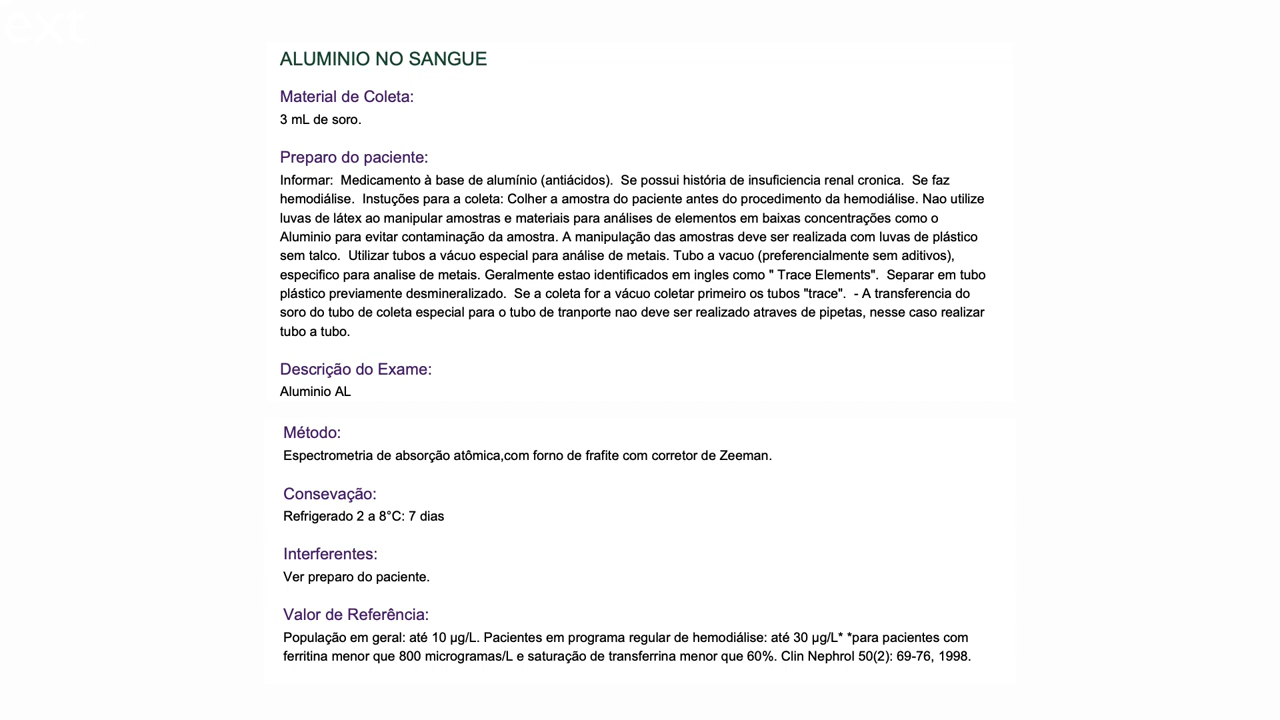 ext
ALUMINIO NO SANGUE
Material de Coleta:
3 mL de soro.
Preparo do paciente:
Informar:  Medicamento à base de alumínio (antiácidos).  Se possui história de insuficiencia renal cronica.  Se faz
hemodiálise.  Instuções para a coleta: Colher a amostra do paciente antes do procedimento da hemodiálise. Nao utilize
luvas de látex ao manipular amostras e materiais para análises de elementos em baixas concentrações como o
Aluminio para evitar contaminação da amostra. A manipulação das amostras deve ser realizada com luvas de plástico
sem talco.  Utilizar tubos a vácuo especial para análise de metais. Tubo a vacuo (preferencialmente sem aditivos),
especifico para analise de metais. Geralmente estao identificados em ingles como " Trace Elements".  Separar em tubo
plástico previamente desmineralizado.  Se a coleta for a vácuo coletar primeiro os tubos "trace".  - A transferencia do
soro do tubo de coleta especial para o tubo de tranporte nao deve ser realizado atraves de pipetas, nesse caso realizar
tubo a tubo.
Descrição do Exame:
Aluminio AL
Método:
Espectrometria de absorção atômica,com forno de frafite com corretor de Zeeman.
Consevação:
Refrigerado 2 a 8°C: 7 dias
Interferentes:
Ver preparo do paciente.
Valor de Referência:
População em geral: até 10 µg/L. Pacientes em programa regular de hemodiálise: até 30 µg/L* *para pacientes com
ferritina menor que 800 microgramas/L e saturação de transferrina menor que 60%. Clin Nephrol 50(2): 69-76, 1998.